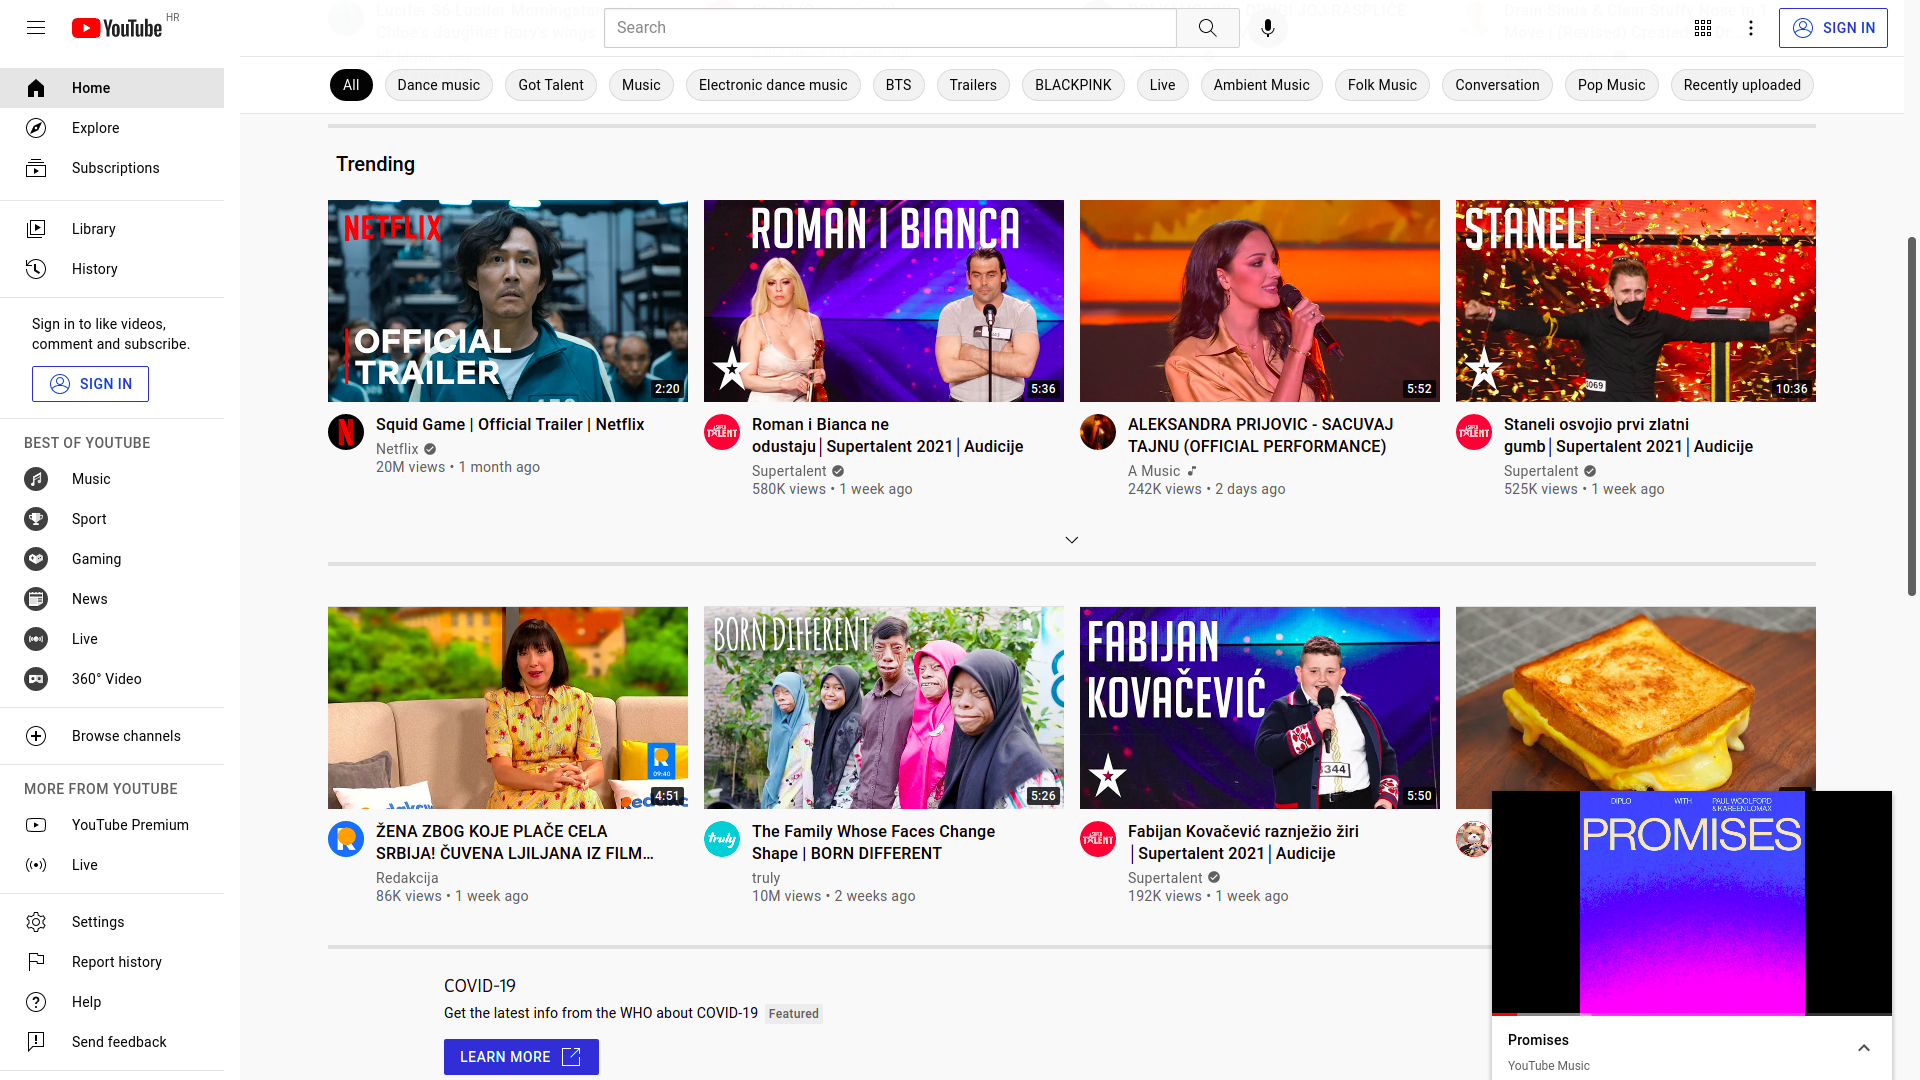 YouTube HR
Search
SIGN IN
Home
Explore
Subscriptions
Library
History
Sign in to like videos,
comment and subscribe.
SIGN IN
BEST OF YOUTUBE
Music
Sport
Gaming
News
Live
360° Video
Browse channels
MORE FROM YOUTUBE
YouTube Premium
Live
Settings
Report history
Help
Send feedback
All
Dance music
Got Talent
Music
Electronic dance music
BTS
Trailers
BLACKPINK
Live
Ambient Music
Folk Music
Conversation
Pop Music
Recently uploaded
Trending
NETFLIX
OFFICIAL
TRAILER
2:20
Squid Game | Official Trailer | Netflix
Netflix
20M views • 1 month ago
ROMAN I BIANCA
5:36
SUPER
TALENT
Roman i Bianca ne
odustaju│Supertalent 2021│Audicije
Supertalent
580K views • 1 week ago
5:52
ALEKSANDRA PRIJOVIC - SACUVAJ
TAJNU (OFFICIAL PERFORMANCE)
A Music
242K views • 2 days ago
STANELI
10:36
SUPER
TALENT
Staneli osvojio prvi zlatni
gumb│Supertalent 2021│Audicije
Supertalent
525K views • 1 week ago
R
09:40
4:51
ŽENA ZBOG KOJE PLAČE CELA
SRBIJA! ČUVENA LJILJANA IZ FILM...
Redakcija
86K views • 1 week ago
BORN DIFFERENT
5:26
truly
The Family Whose Faces Change
Shape | BORN DIFFERENT
truly
10M views • 2 weeks ago
FABIJAN
KOVAČEVIĆ
5:50
SUPER
TALENT
Fabijan Kovačević raznježio žiri
│Supertalent 2021│Audicije
Supertalent
192K views • 1 week ago
COVID-19
Get the latest info from the WHO about COVID-19 Featured
LEARN MORE
DIPLO WITH PAUL WOOLFORD
& KAREEN LOMAX
PROMISES
Promises
YouTube Music